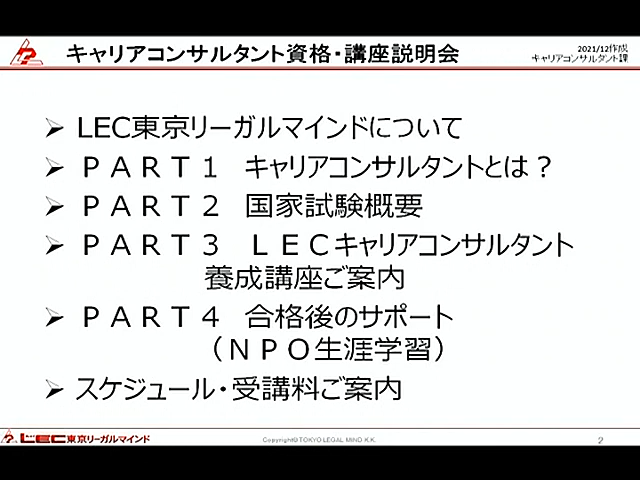 キャリアコンサルタント資格・講座説明会
2021/12作成
キャリアコンサルタント課
➢ LEC東京リーガルマインドについて
➢ ＰＡＲＴ１　キャリアコンサルタントとは？
➢ ＰＡＲＴ２　国家試験概要
➢ ＰＡＲＴ３　ＬＥＣキャリアコンサルタント
養成講座ご案内
➢ ＰＡＲＴ４　合格後のサポート
（ＮＰＯ生涯学習）
➢ スケジュール・受講料ご案内
LEC東京リーガルマインド
Copyright© TOKYO LEGAL MIND K.K.
2